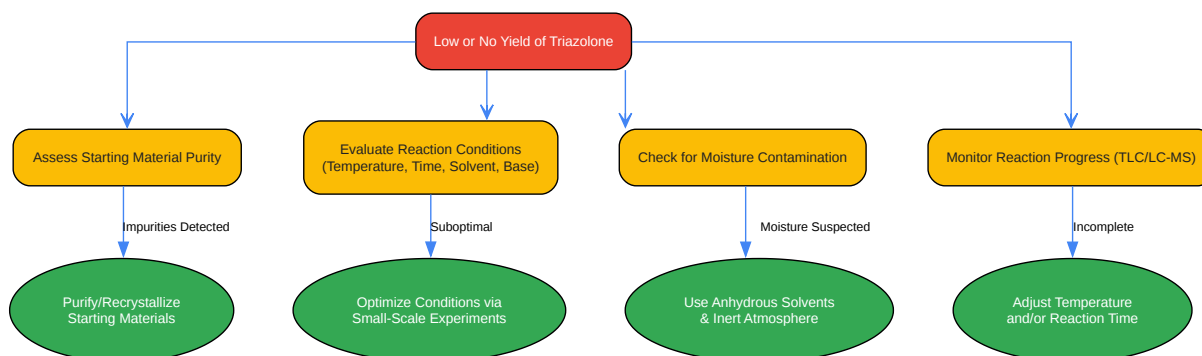 Low or No Yield of Triazolone
Assess Starting Material Purity
Evaluate Reaction Conditions
(Temperature, Time, Solvent, Base)
Check for Moisture Contamination
Monitor Reaction Progress (TLC/LC-MS)
Impurities Detected
Suboptimal
Moisture Suspected
Incomplete
Purify/Recrystallize
Starting Materials
Optimize Conditions via
Small-Scale Experiments
Use Anhydrous Solvents
& Inert Atmosphere
Adjust Temperature
and/or Reaction Time